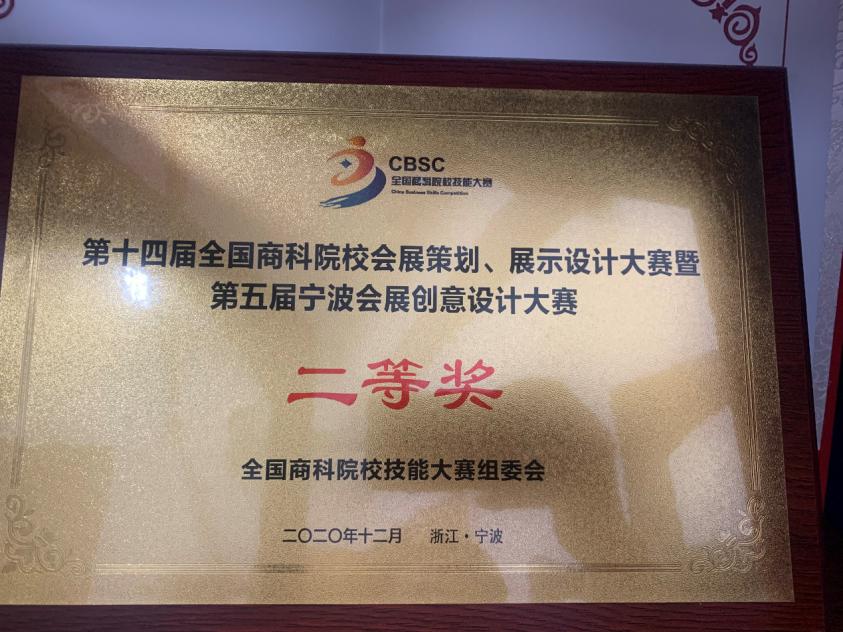 CBSC
全国商科院校技能大赛
China Business Skills Competition
第十四届全国商科院校会展策划、展示设计大赛暨
第五届宁波会展创意设计大赛
二等奖
全国商科院校技能大赛组委会
二〇二〇年十二月 浙江·宁波